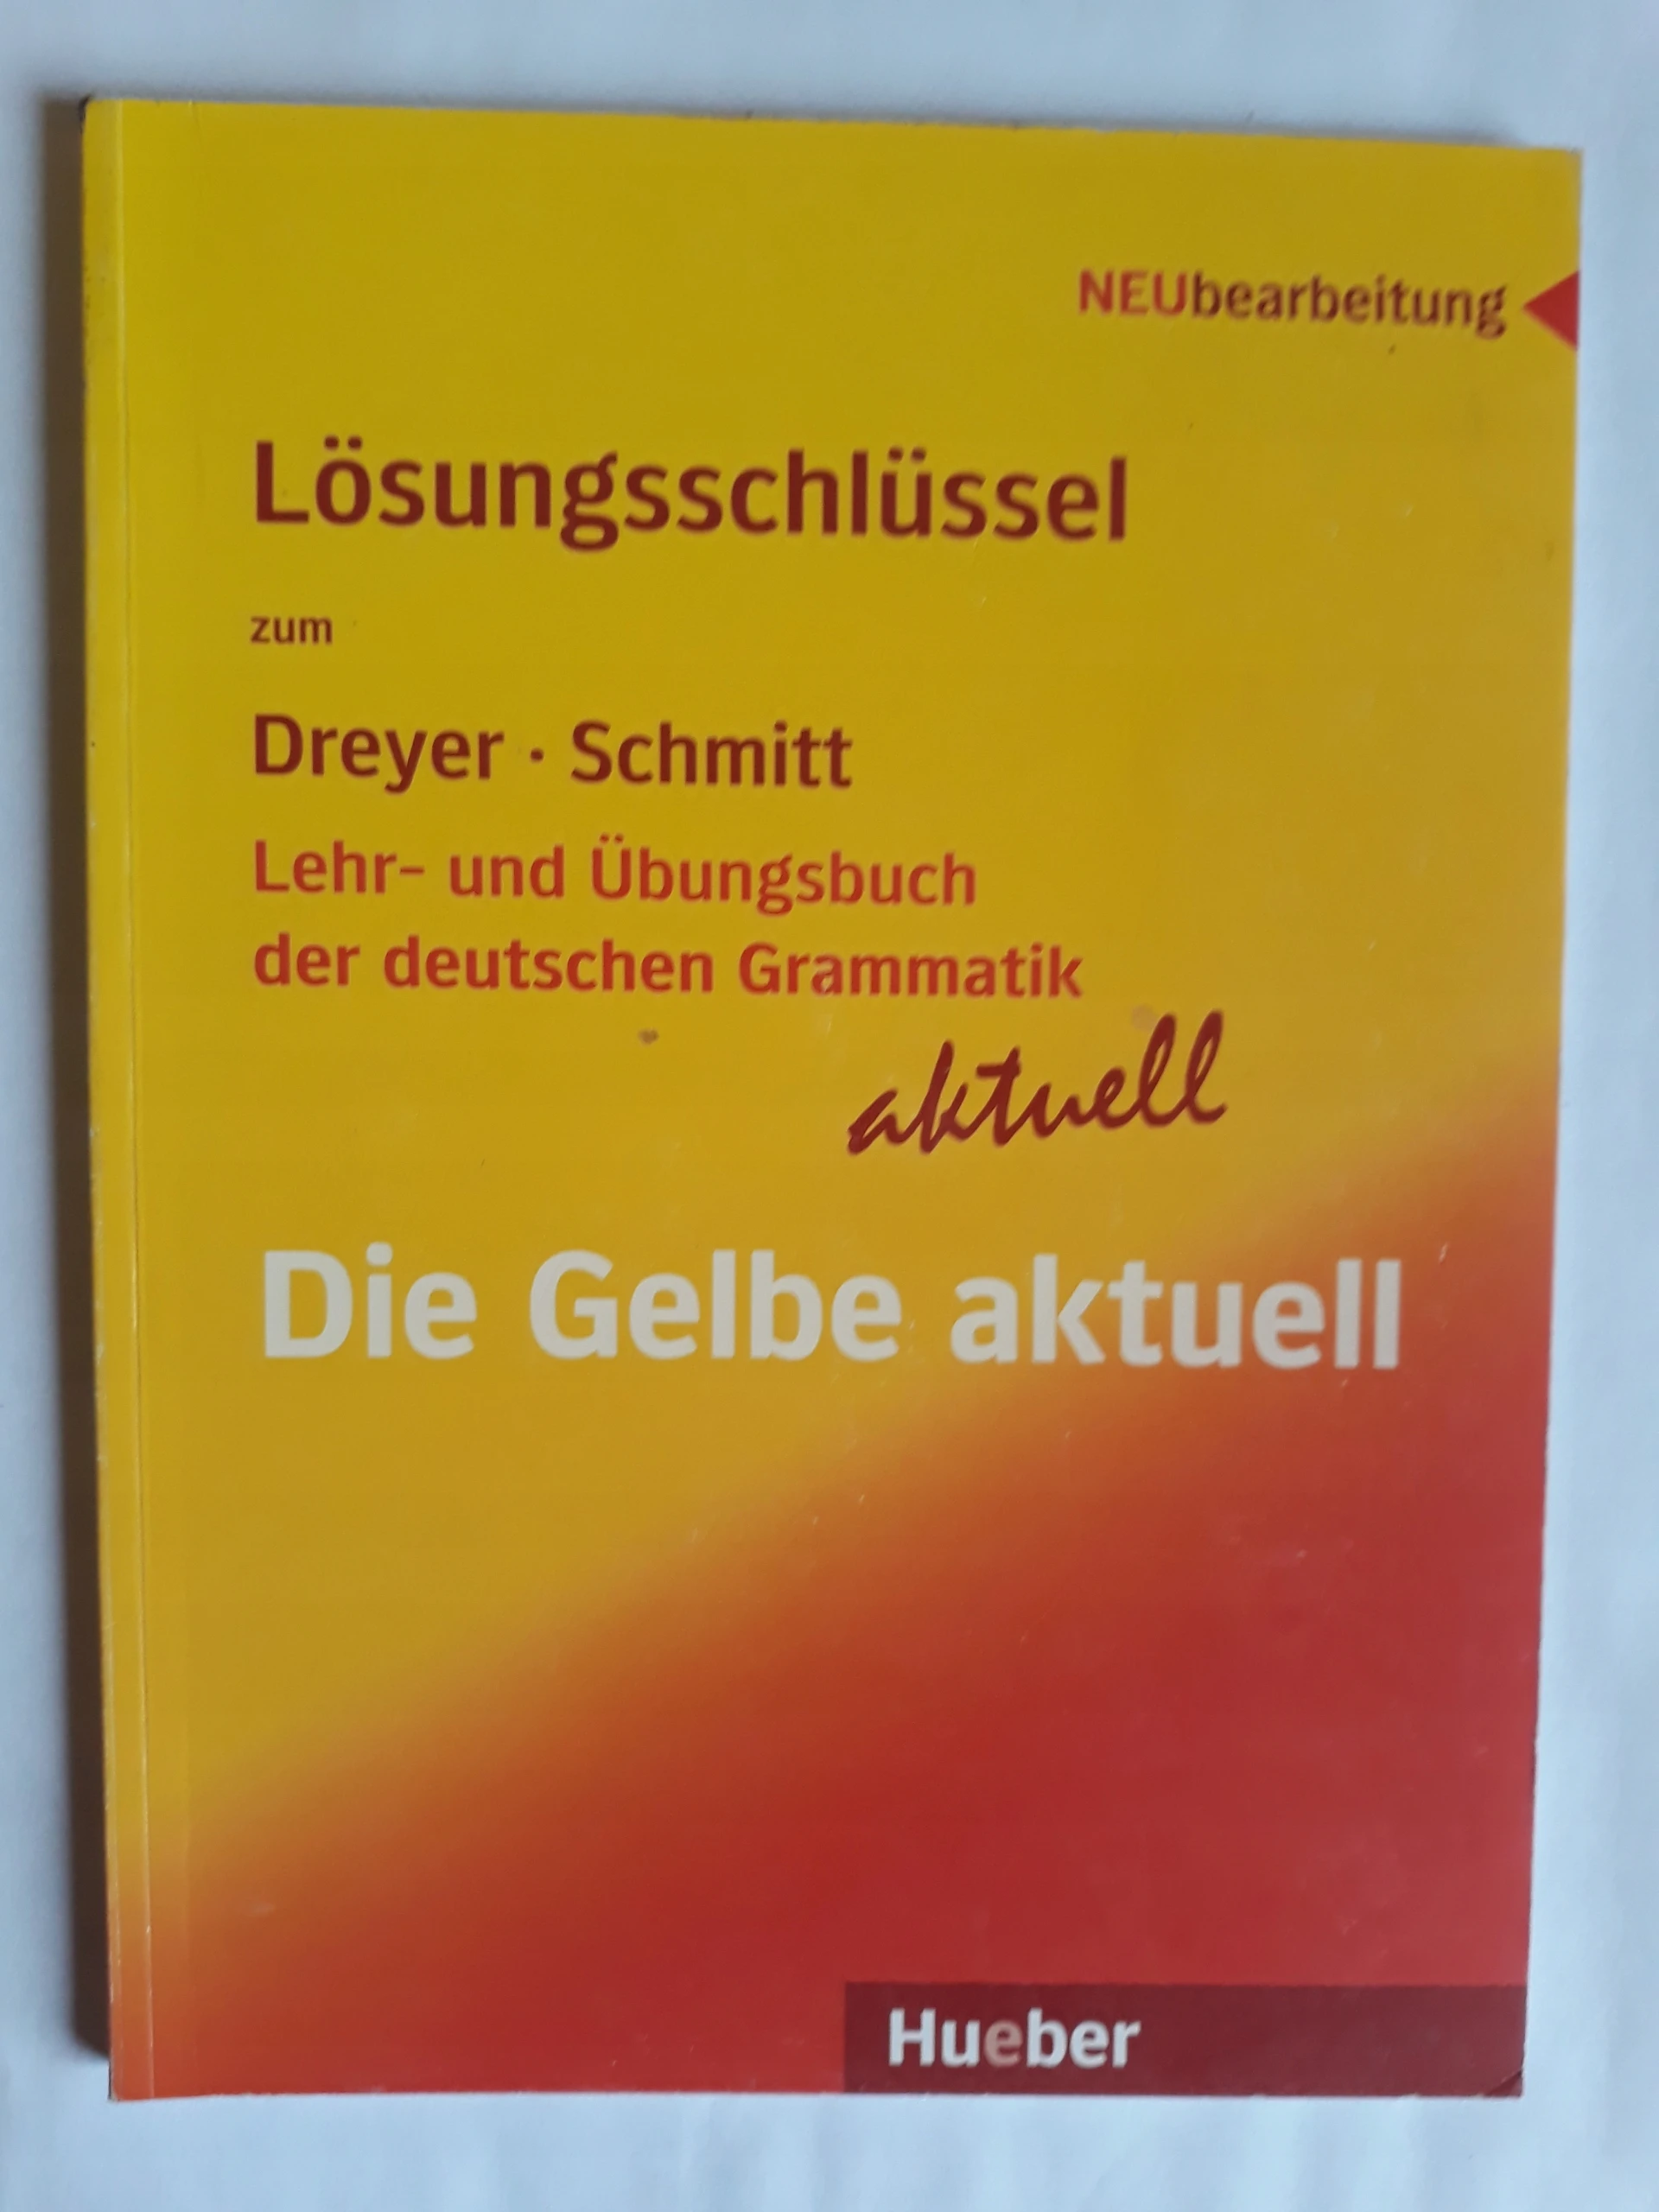 NEUbearbeitung
Lösungsschlüssel
zum
Dreyer · Schmitt
Lehr- und Übungsbuch
der deutschen Grammatik
aktuell
Die Gelbe aktuell
Hueber